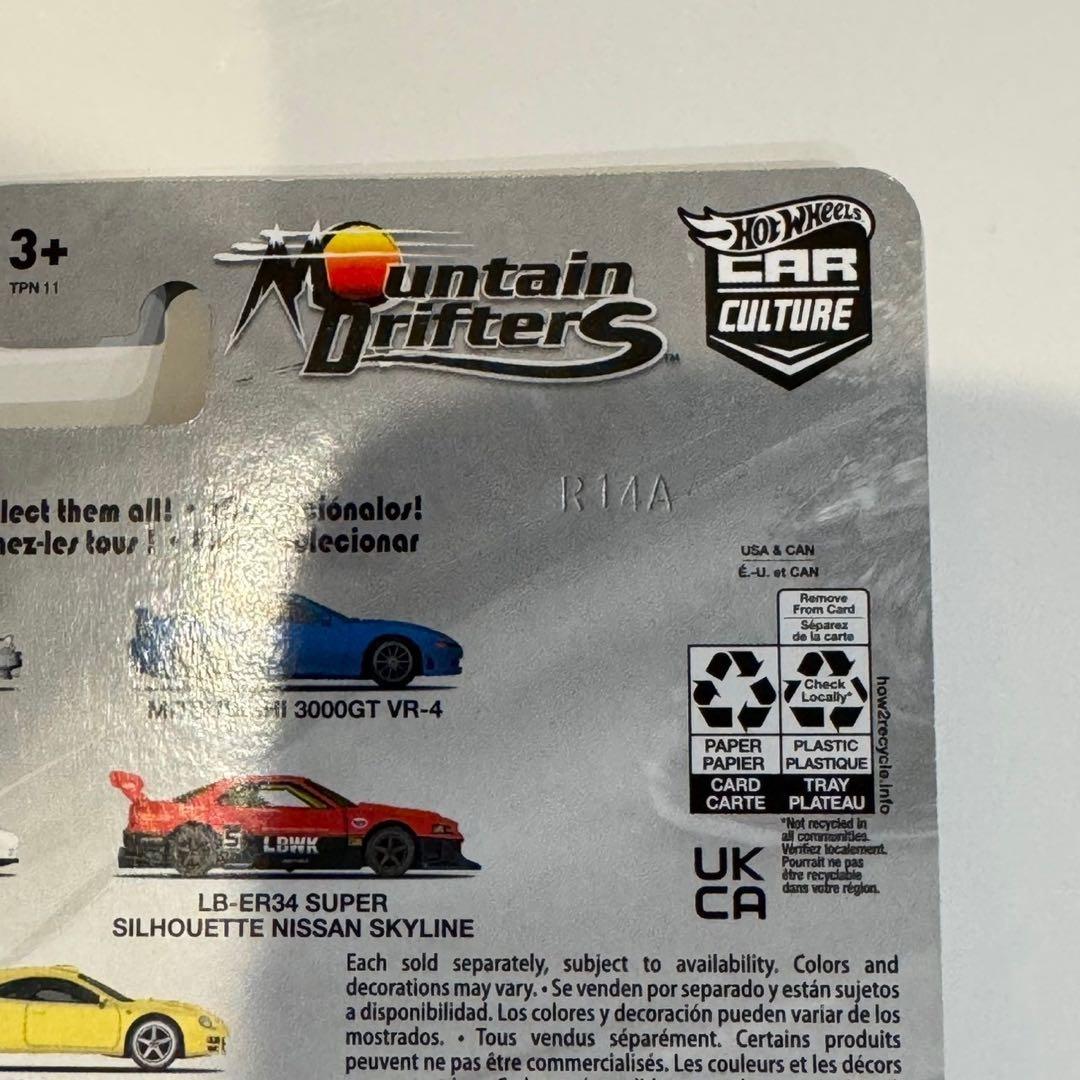 3+
TPN 11
Mountain
Drifters
TM
HOT WHEELS
CAR
CULTURE
R14A
lect them all! •
ciónalos!
nez-les tous ! •
olecionar
USA & CAN
É.-U. et CAN
Remove
From Card
Séparez
de la carte
Check
Locally*
PAPER
PAPIER
PLASTIC
PLASTIQUE
CARD
CARTE
TRAY
PLATEAU
how2recycle.info
*Not recycled in
all communities.
Vérifiez localement.
Pourrait ne pas
être recyclable
dans votre région.
UK
CA
MITSUBISHI 3000GT VR-4
5
LBWK
LB-ER34 SUPER
SILHOUETTE NISSAN SKYLINE
Each sold separately, subject to availability. Colors and
decorations may vary. • Se venden por separado y están sujetos
a disponibilidad. Los colores y decoración pueden variar de los
mostrados. • Tous vendus séparément. Certains produits
peuvent ne pas être commercialisés. Les couleurs et les décors